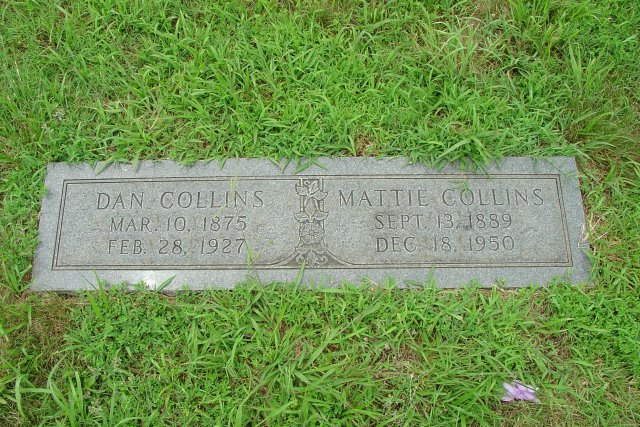 DAN COLLINS
MAR. 10, 1875
FEB. 28, 1927
MATTIE COLLINS
SEPT. 13, 1889
DEC. 18, 1950